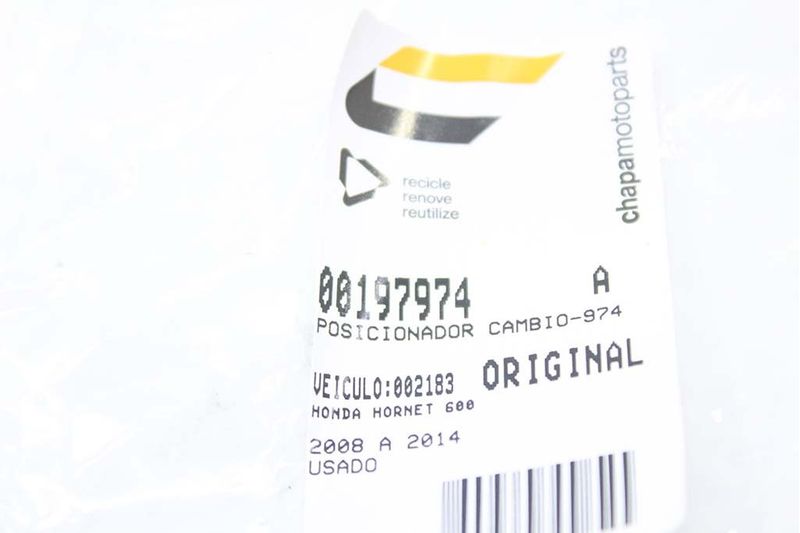 chapamotoparts
recicle
renove
reutilize
00197974 A
POSICIONADOR CAMBIO-974
VEICULO:002183 ORIGINAL
HONDA HORNET 600
2008 A 2014
USADO